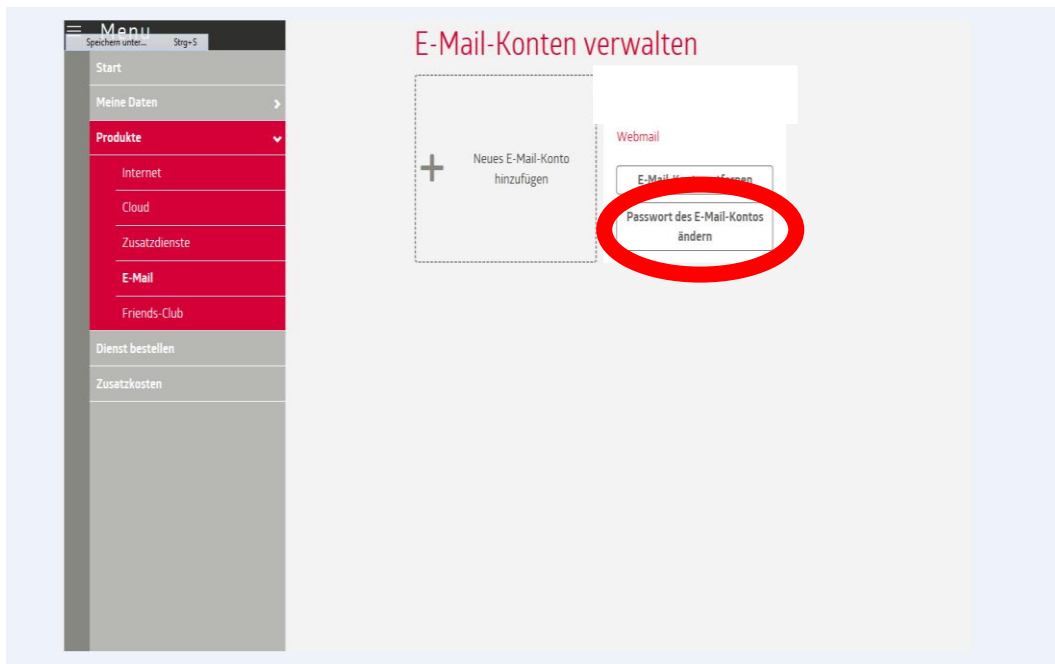 Menu
Speichern unter... Strg+S
Start
Meine Daten
Produkte
Internet
Cloud
Zusatzdienste
E-Mail
Friends-Club
Dienst bestellen
Zusatzkosten
E-Mail-Konten verwalten
Neues E-Mail-Konto
hinzufügen
Webmail
Passwort des E-Mail-Kontos
ändern